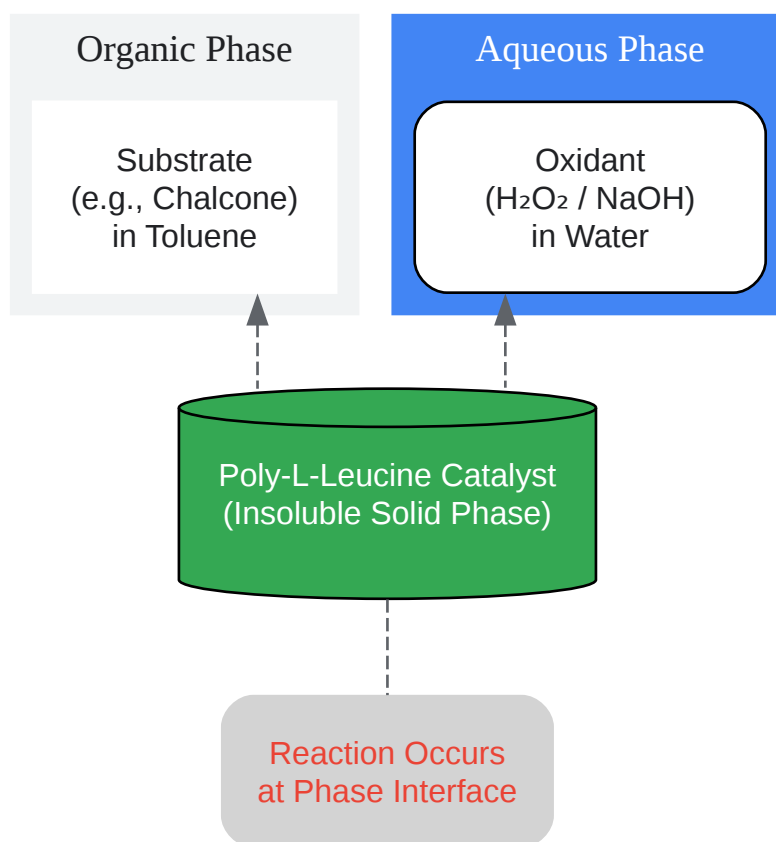 Organic Phase
Substrate
(e.g., Chalcone)
in Toluene
Aqueous Phase
Oxidant
(H₂O₂ / NaOH)
in Water
Poly-L-Leucine Catalyst
(Insoluble Solid Phase)
Reaction Occurs
at Phase Interface